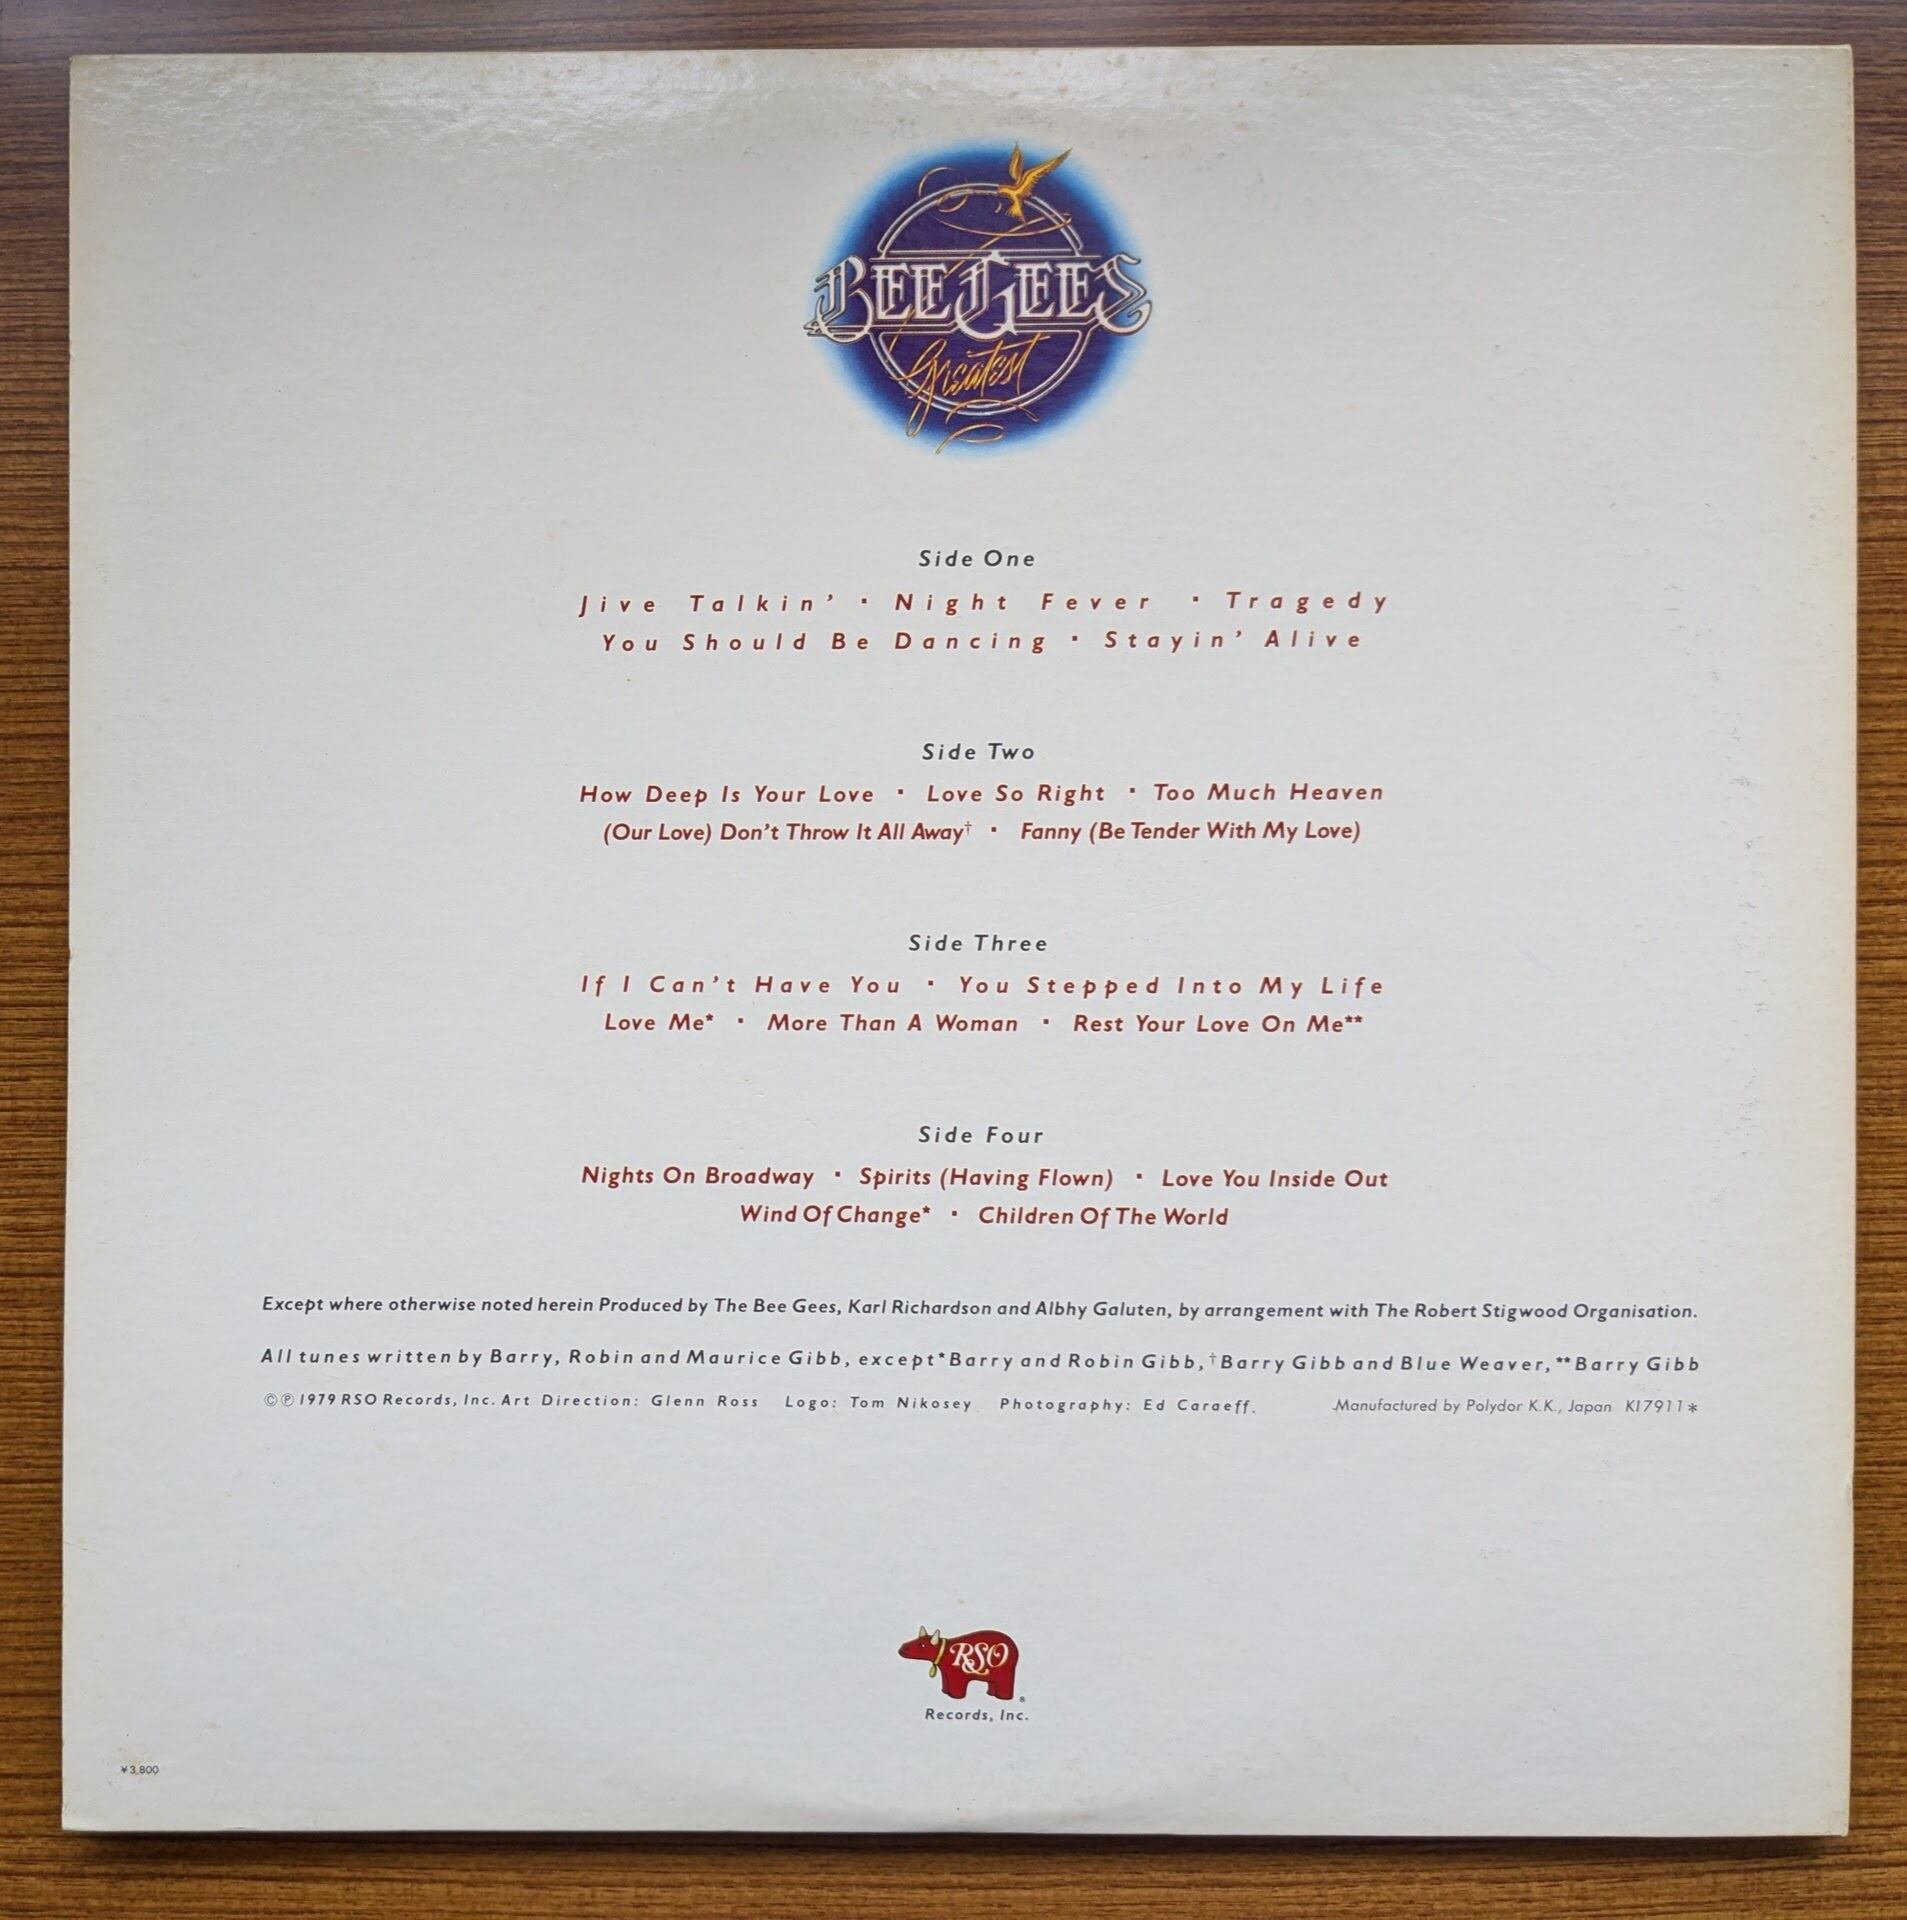 BEE GEES
Greatest
Side One
Jive Talkin’ · Night Fever · Tragedy
You Should Be Dancing · Stayin’ Alive
Side Two
How Deep Is Your Love · Love So Right · Too Much Heaven
(Our Love) Don’t Throw It All Away† · Fanny (Be Tender With My Love)
Side Three
If I Can’t Have You · You Stepped Into My Life
Love Me* · More Than A Woman · Rest Your Love On Me**
Side Four
Nights On Broadway · Spirits (Having Flown) · Love You Inside Out
Wind Of Change* · Children Of The World
Except where otherwise noted herein Produced by The Bee Gees, Karl Richardson and Albhy Galuten, by arrangement with The Robert Stigwood Organisation.
All tunes written by Barry, Robin and Maurice Gibb, except *Barry and Robin Gibb, †Barry Gibb and Blue Weaver, **Barry Gibb
©℗1979 RSO Records, Inc. Art Direction: Glenn Ross Logo: Tom Nikosey Photography: Ed Caraeff. Manufactured by Polydor K.K., Japan KI7911*
RSO
®
Records, Inc.
¥3,800